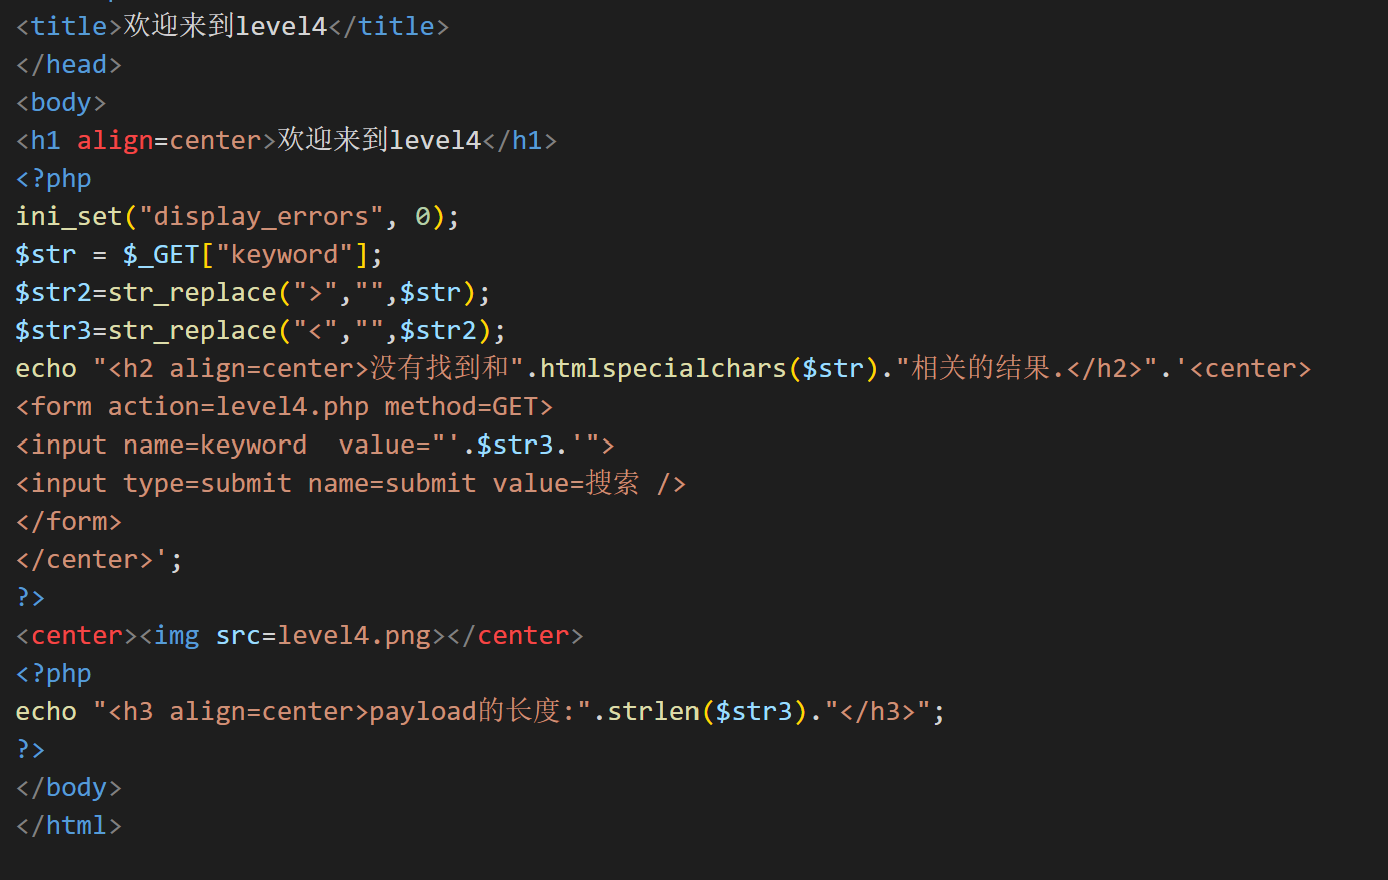 <title>欢迎来到level4</title>
</head>
<body>
<h1 align=center>欢迎来到level4</h1>
<?php
ini_set("display_errors", 0);
$str = $_GET["keyword"];
$str2=str_replace(">","",$str);
$str3=str_replace("<","",$str2);
echo "<h2 align=center>没有找到和".htmlspecialchars($str)."相关的结果.</h2>".'<center>
<form action=level4.php method=GET>
<input name=keyword  value="'.$str3.'">
<input type=submit name=submit value=搜索 />
</form>
</center>';
?>
<center><img src=level4.png></center>
<?php
echo "<h3 align=center>payload的长度:".strlen($str3)."</h3>";
?>
</body>
</html>